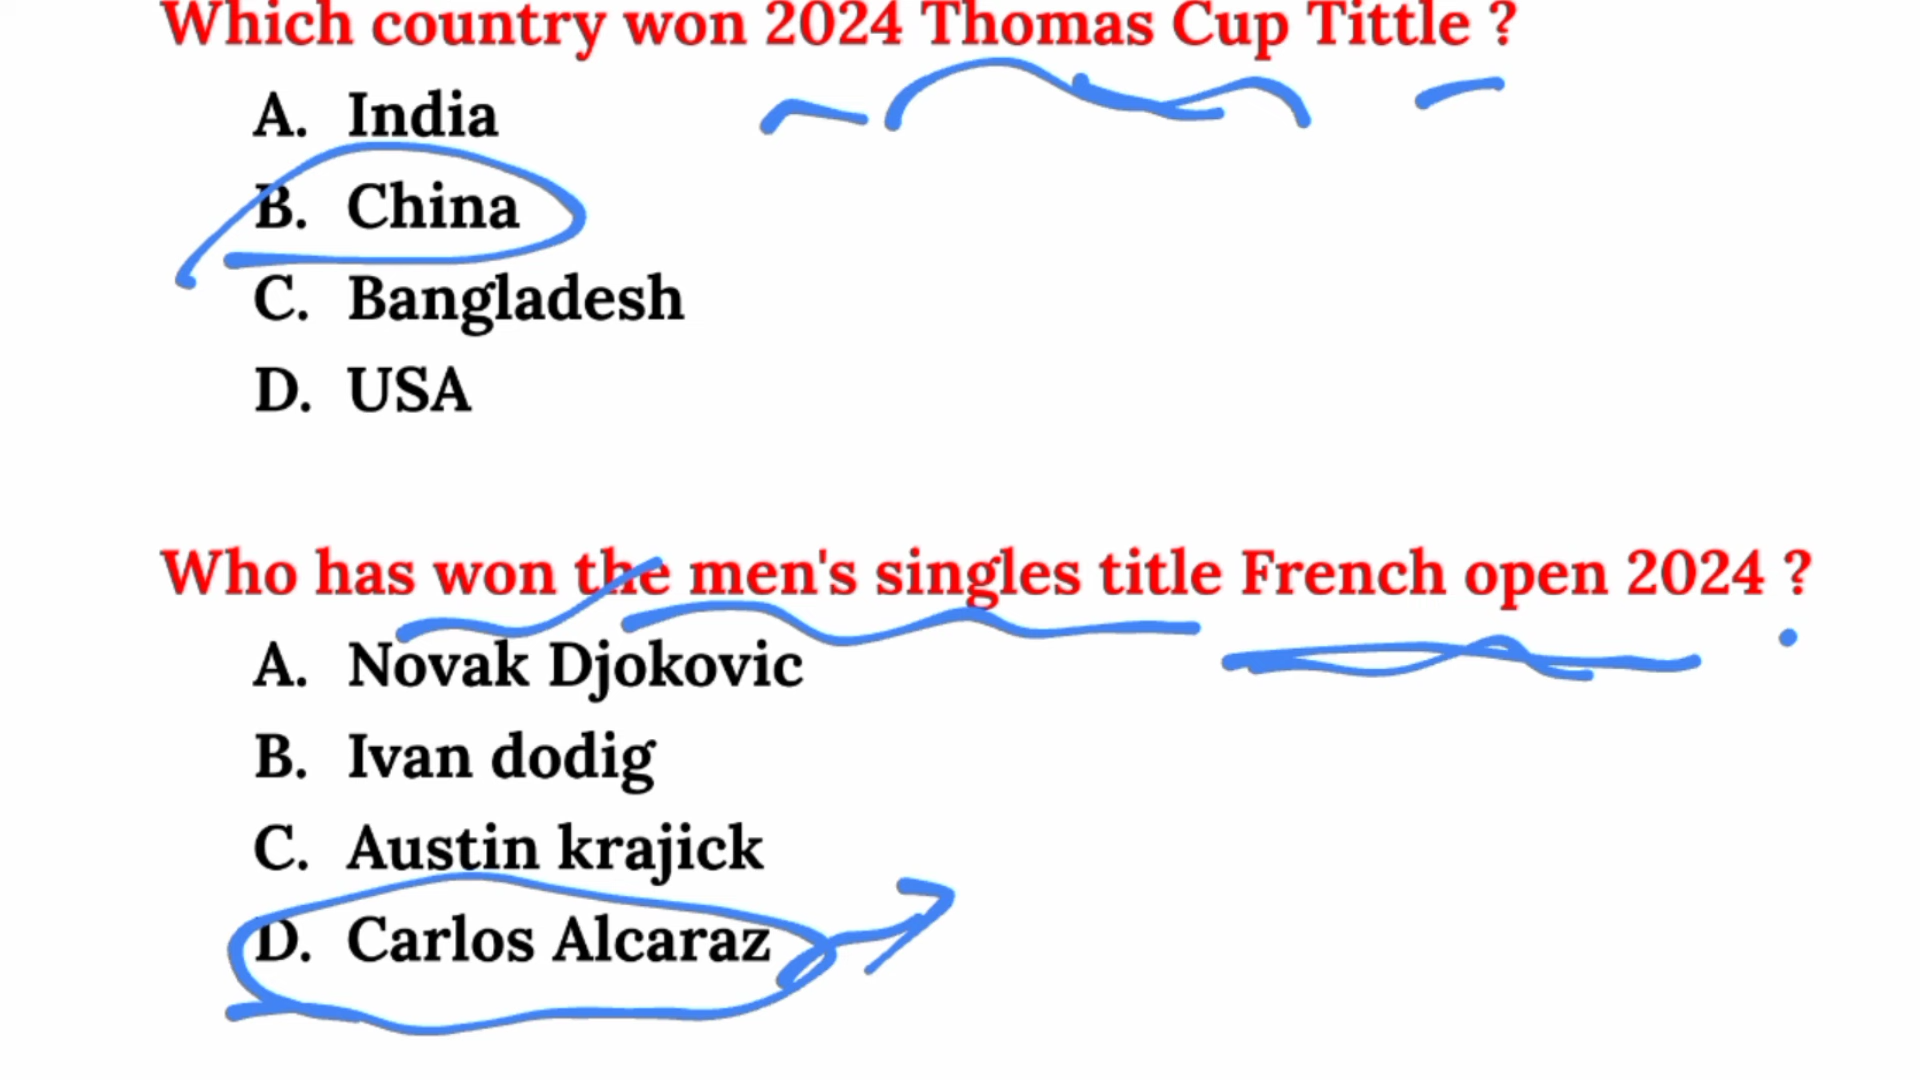 Which country won 2024 Thomas Cup Tittle ?
A. India
B. China
C. Bangladesh
D. USA
Who has won the men's singles title French open 2024 ?
A. Novak Djokovic
B. Ivan dodig
C. Austin krajick
D. Carlos Alcaraz